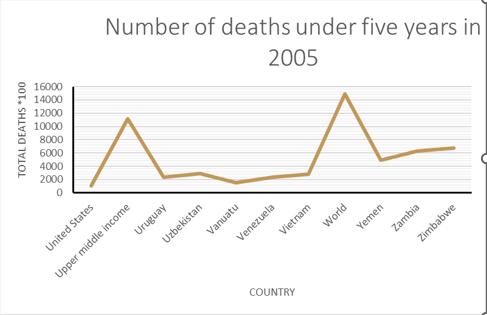 Number of deaths under five years in
2005
TOTAL DEATHS *100
16000
14000
12000
10000
8000
6000
4000
2000
0
United States
Upper middle income
Uruguay
Uzbekistan
Vanuatu
Venezuela
Vietnam
World
Yemen
Zambia
Zimbabwe
COUNTRY